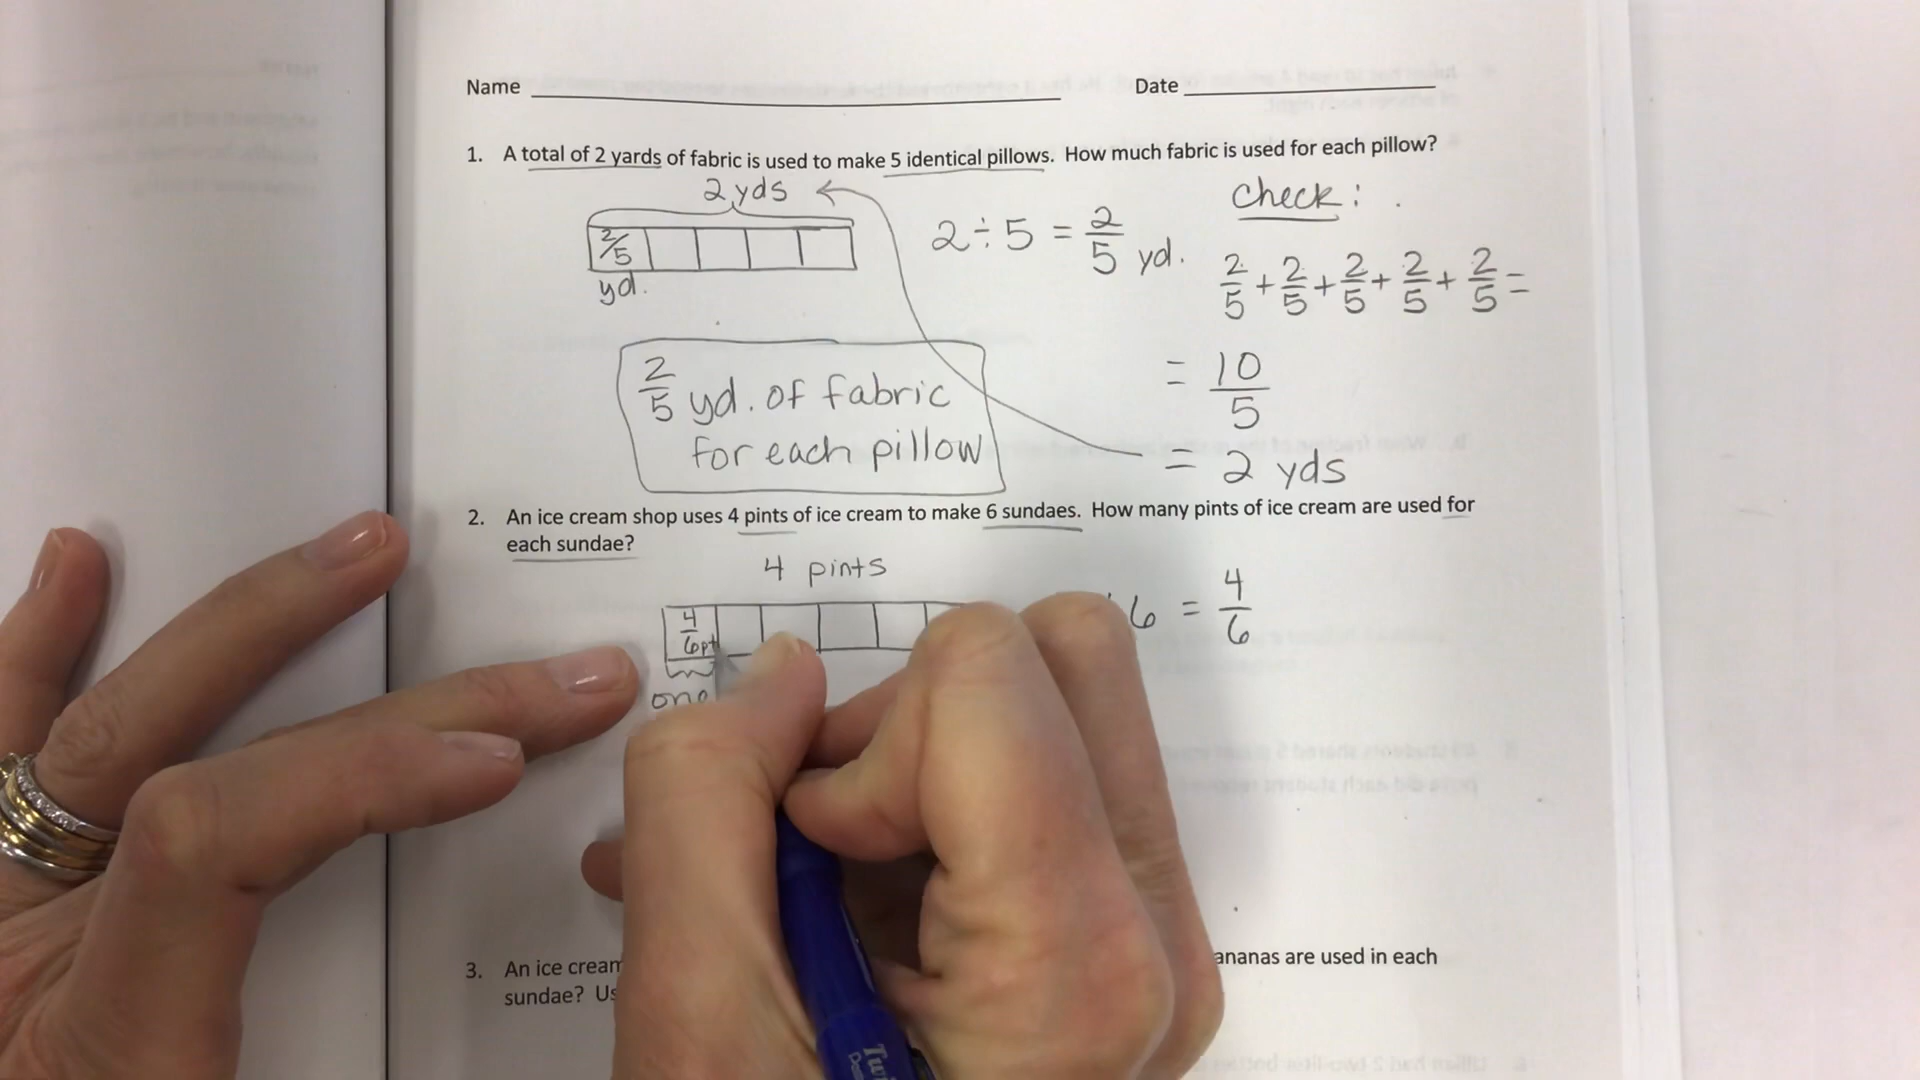 Name Date
1. A total of 2 yards of fabric is used to make 5 identical pillows. How much fabric is used for each pillow?
2 yds
2/5
yd.
2 ÷ 5 = 2/5 yd.
Check:
2/5 + 2/5 + 2/5 + 2/5 + 2/5 =
= 10/5
= 2 yds
2/5 yd. of fabric
for each pillow
2. An ice cream shop uses 4 pints of ice cream to make 6 sundaes. How many pints of ice cream are used for
each sundae?
4 pints
4/6 pt
one
6 = 4/6
3. An ice cream are used in each
sundae?